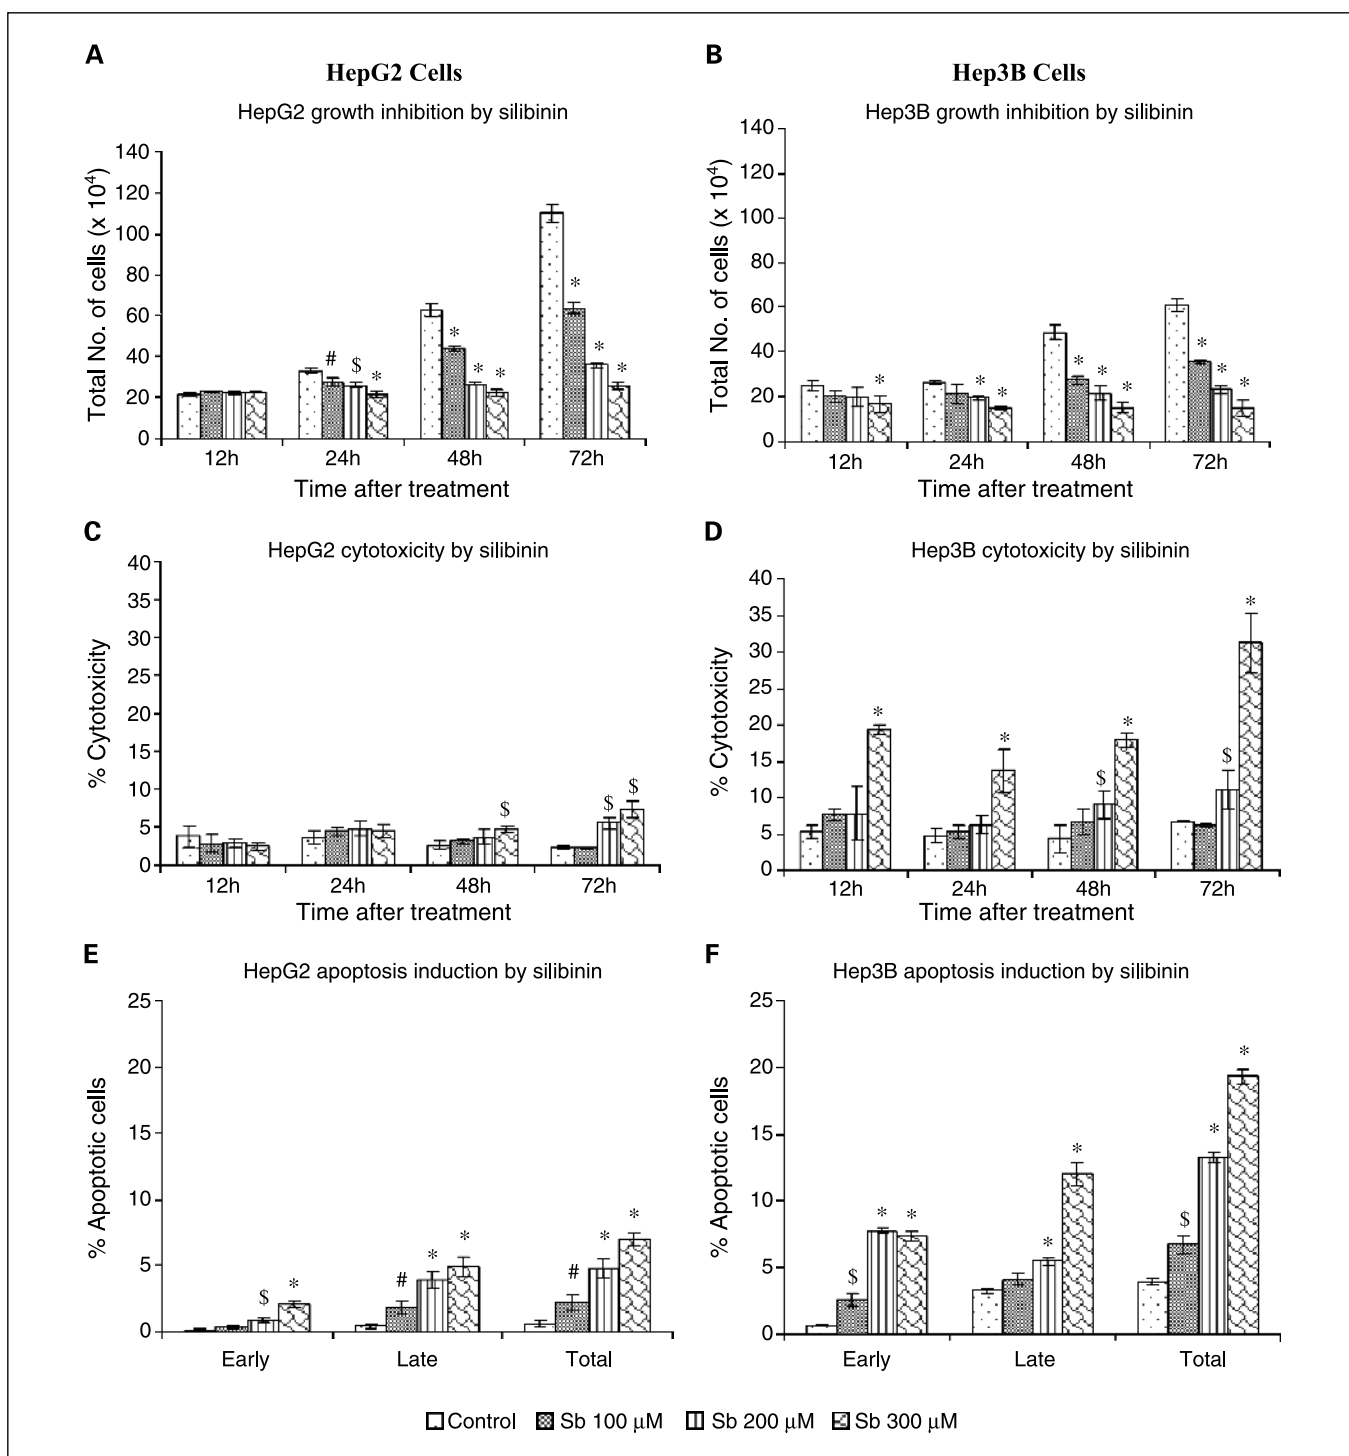 A
HepG2 Cells
HepG2 growth inhibition by silibinin
Total No. of cells (x 10⁴)
140
120
100
80
60
40
20
0
# $ *
* * *
* * *
12h 24h 48h 72h
Time after treatment
B
Hep3B Cells
Hep3B growth inhibition by silibinin
Total No. of cells (x 10⁴)
140
120
100
80
60
40
20
0
*
* *
* * *
* * *
12h 24h 48h 72h
Time after treatment
C
HepG2 cytotoxicity by silibinin
% Cytotoxicity
40
35
30
25
20
15
10
5
0
$
$ $
12h 24h 48h 72h
Time after treatment
D
Hep3B cytotoxicity by silibinin
% Cytotoxicity
40
35
30
25
20
15
10
5
0
*
*
$ *
$ *
12h 24h 48h 72h
Time after treatment
E
HepG2 apoptosis induction by silibinin
% Apoptotic cells
25
20
15
10
5
0
$ *
# * *
# * *
Early Late Total
F
Hep3B apoptosis induction by silibinin
% Apoptotic cells
25
20
15
10
5
0
$ * *
* *
$ * *
Early Late Total
Control Sb 100 μM Sb 200 μM Sb 300 μM